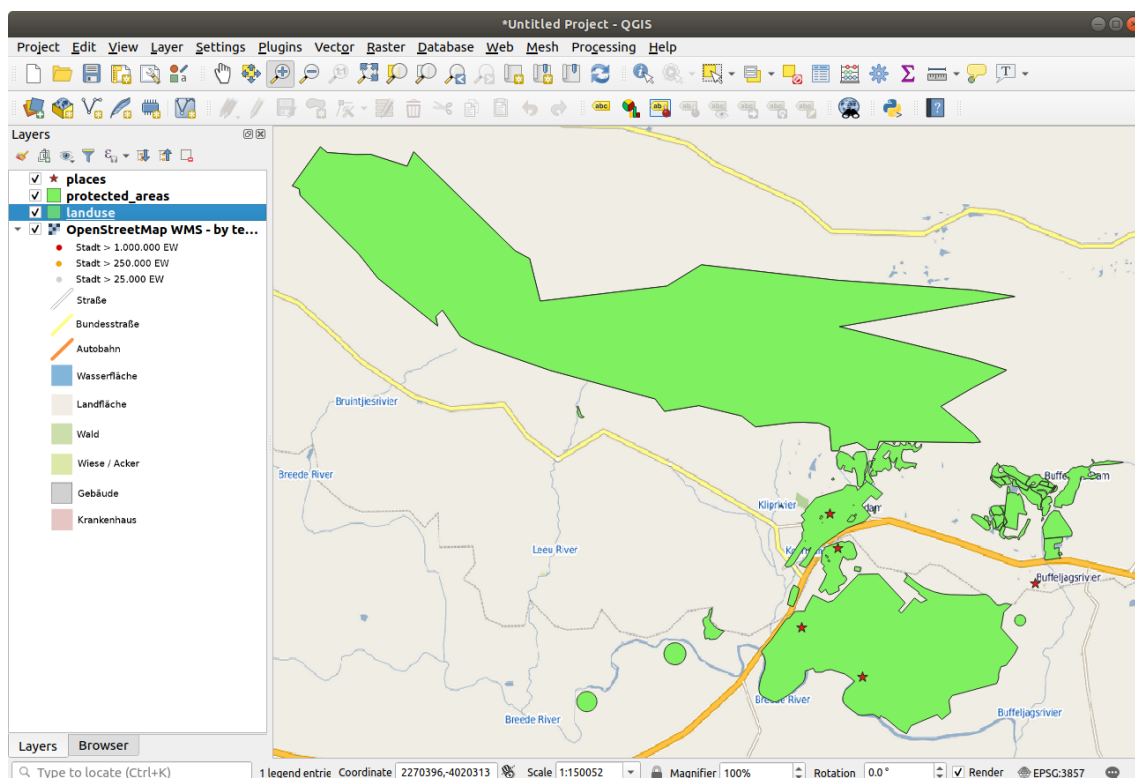 *Untitled Project - QGIS
Project Edit View Layer Settings Plugins Vector Raster Database Web Mesh Processing Help
Layers
places
protected_areas
landuse
OpenStreetMap WMS - by te...
Stadt > 1.000.000 EW
Stadt > 250.000 EW
Stadt > 25.000 EW
Straße
Bundesstraße
Autobahn
Wasserfläche
Landfläche
Wald
Wiese / Acker
Gebäude
Krankenhaus
Bruintjiesrivier
Breede River
Kliprivier
Leeu River
Buffeljagsrivier
Breede River
Buffeljagsrivier
Breede River
Layers Browser
Type to locate (Ctrl+K) 1 legend entrie Coordinate 2270396,-4020313 Scale 1:150052 Magnifier 100% Rotation 0.0° Render EPSG:3857